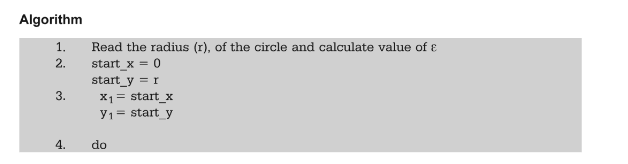 Algorithm
1. Read the radius (r), of the circle and calculate value of ε
2. start_x = 0
start_y = r
3. x₁ = start_x
y₁ = start_y
4. do